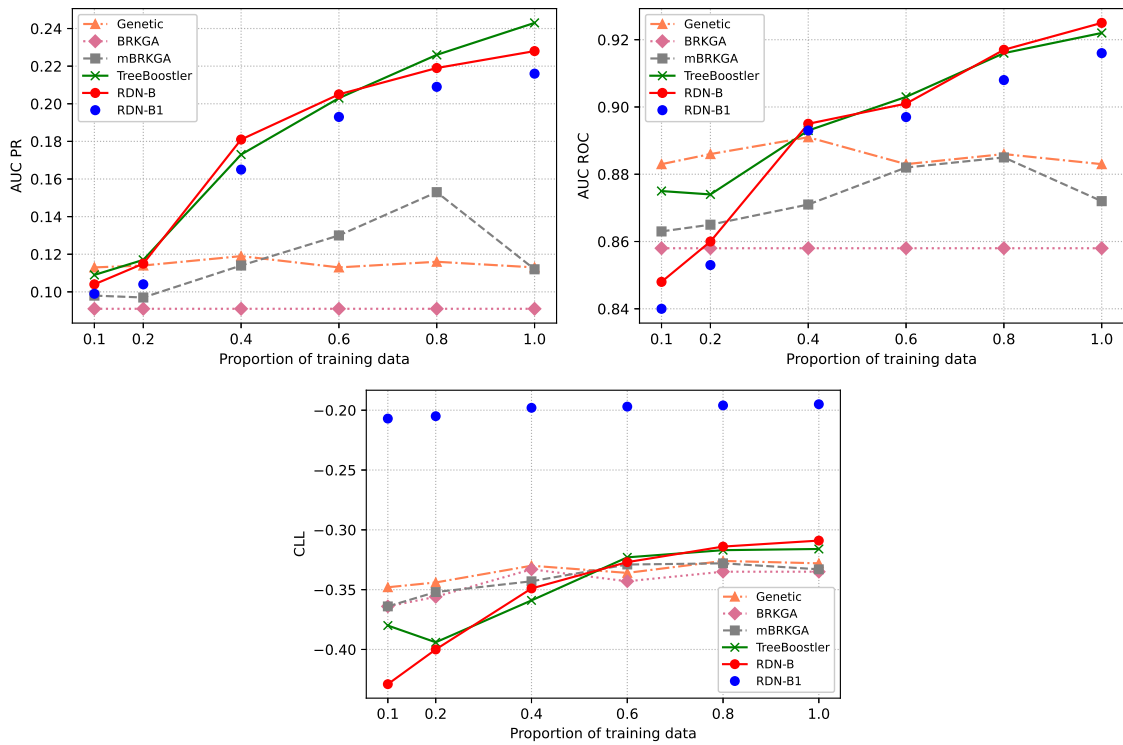 AUC PR
0.24
0.22
0.20
0.18
0.16
0.14
0.12
0.10
Genetic
BRKGA
mBRKGA
TreeBoostler
RDN-B
RDN-B1
0.1 0.2 0.4 0.6 0.8 1.0
Proportion of training data
AUC ROC
0.92
0.90
0.88
0.86
0.84
Genetic
BRKGA
mBRKGA
TreeBoostler
RDN-B
RDN-B1
0.1 0.2 0.4 0.6 0.8 1.0
Proportion of training data
CLL
−0.20
−0.25
−0.30
−0.35
−0.40
Genetic
BRKGA
mBRKGA
TreeBoostler
RDN-B
RDN-B1
0.1 0.2 0.4 0.6 0.8 1.0
Proportion of training data